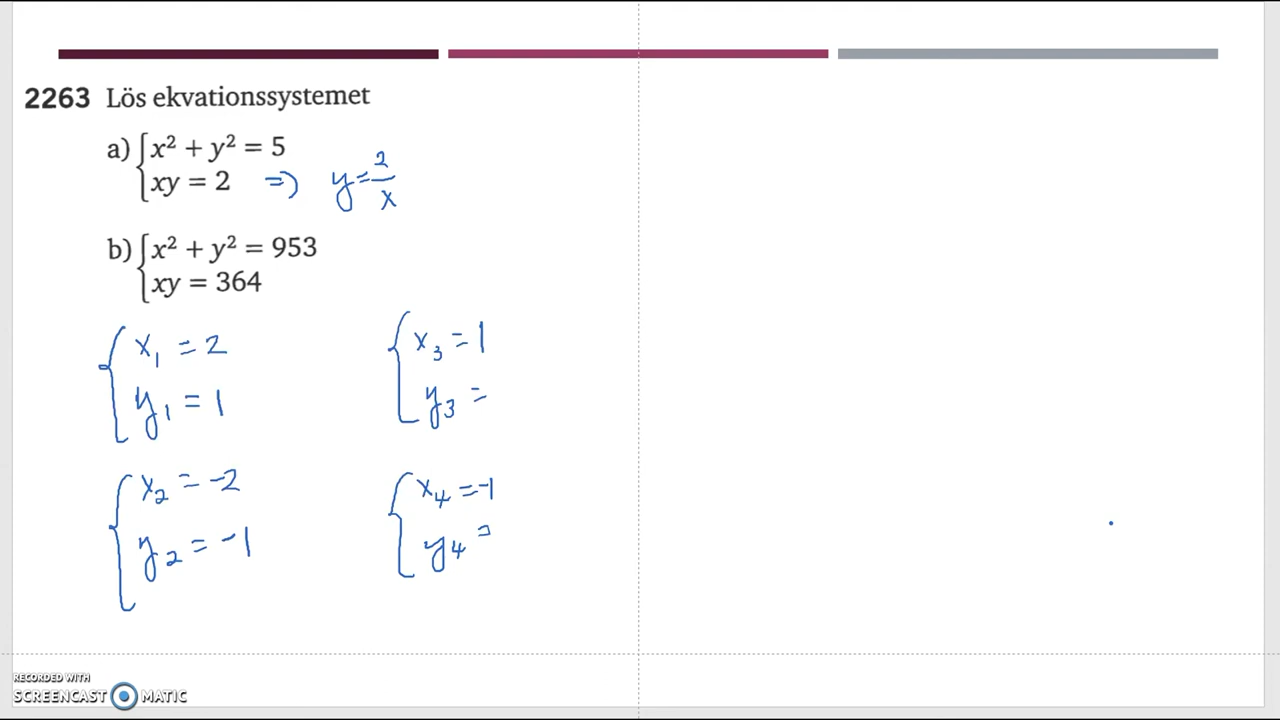 2263 Lös ekvationssystemet
a) { x² + y² = 5
xy = 2 => y = 2/x
b) { x² + y² = 953
xy = 364
x₁ = 2
y₁ = 1
x₃ = 1
y₃ =
x₂ = -2
y₂ = -1
x₄ = -1
y₄ =
RECORDED WITH
SCREENCAST MATIC